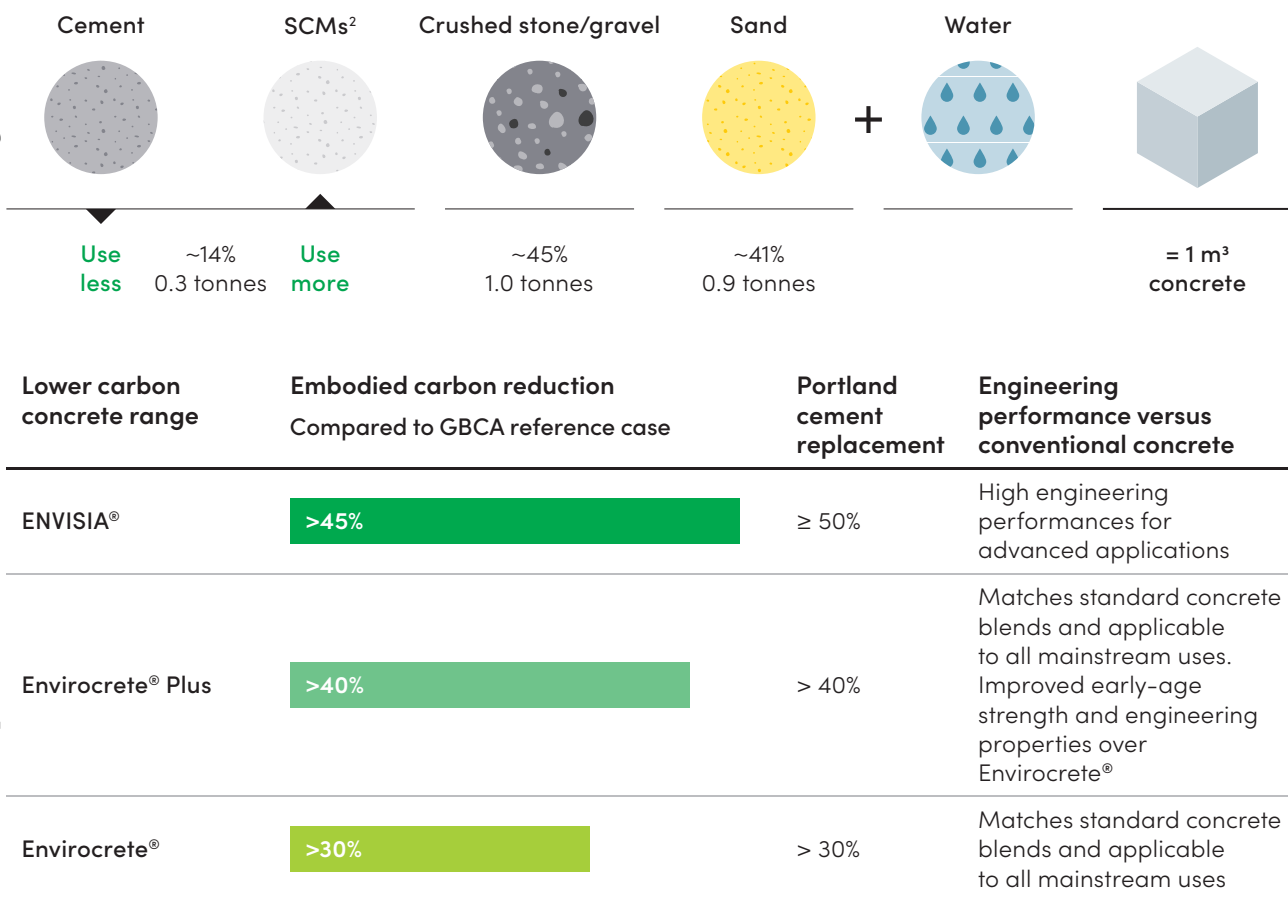 Cement
SCMs²
Crushed stone/gravel
Sand
Water
+
Use
less
~14%
0.3 tonnes
Use
more
~45%
1.0 tonnes
~41%
0.9 tonnes
= 1 m³
concrete
Lower carbon
concrete range
Embodied carbon reduction
Compared to GBCA reference case
Portland
cement
replacement
Engineering
performance versus
conventional concrete
ENVISIA®
>45%
≥ 50%
High engineering
performances for
advanced applications
Envirocrete® Plus
>40%
> 40%
Matches standard concrete
blends and applicable
to all mainstream uses.
Improved early-age
strength and engineering
properties over
Envirocrete®
Envirocrete®
>30%
> 30%
Matches standard concrete
blends and applicable
to all mainstream uses